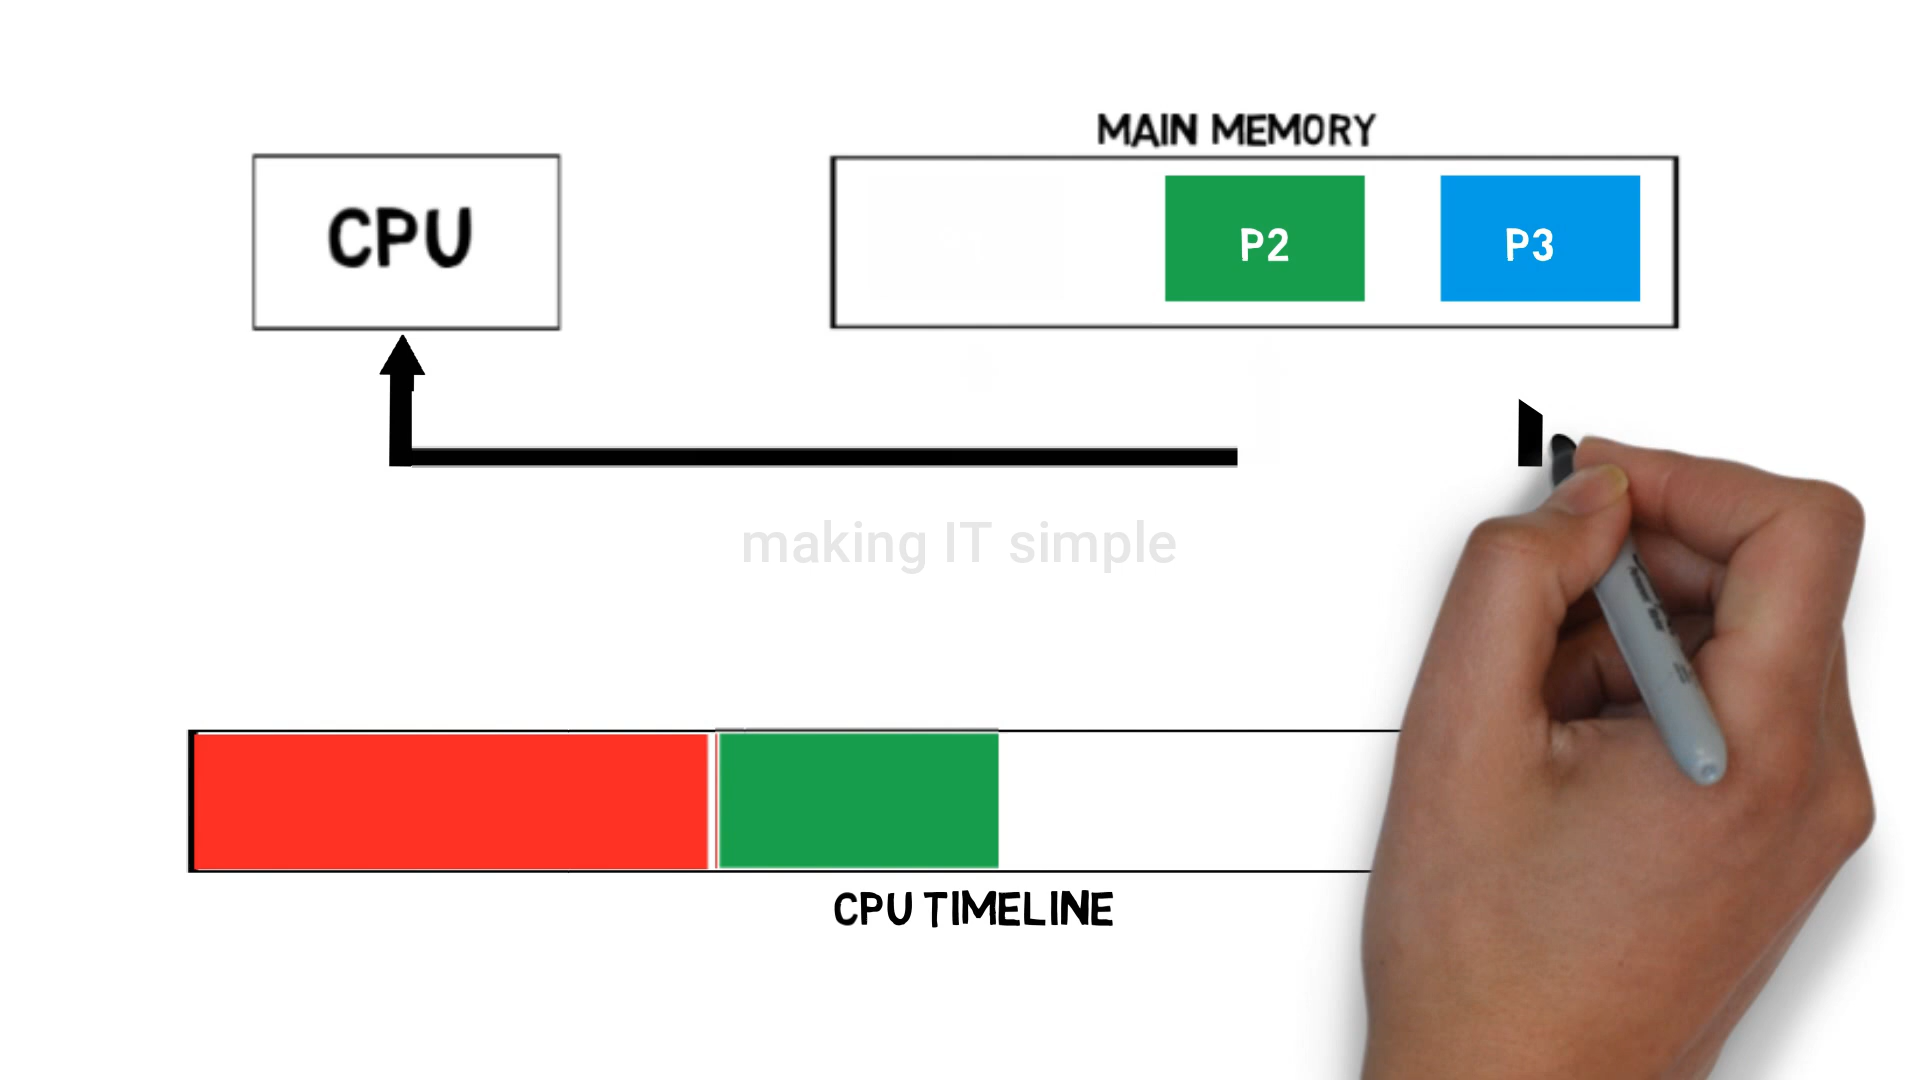 MAIN MEMORY
CPU
P2
P3
making IT simple
CPU TIMELINE